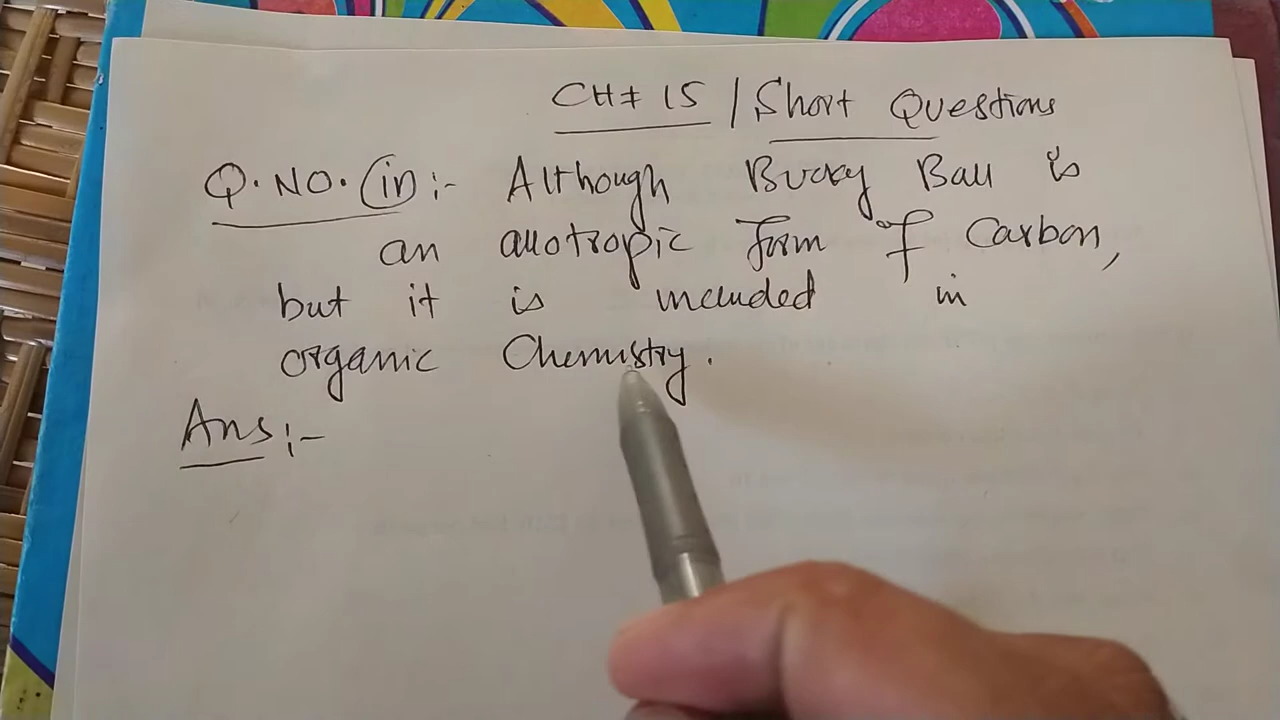 CH# 15 / Short Questions
Q.NO. (iii) :- Although Bucky Ball is
an allotropic form of Carbon,
but it is included in
organic Chemistry.
Ans :-